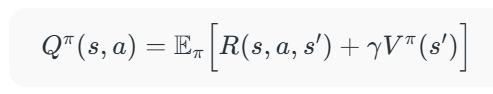 Q^π(s, a) = 𝔼_π[R(s, a, s′) + γV^π(s′)]